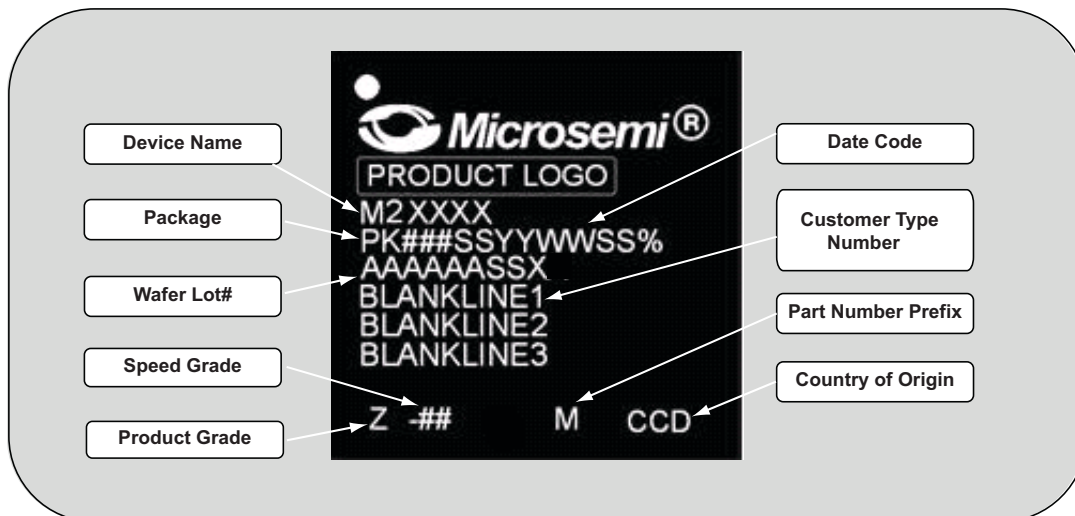 Microsemi®
PRODUCT LOGO
M2XXXX
PK###SSYYWWSS%
AAAAAASSX
BLANKLINE1
BLANKLINE2
BLANKLINE3
Z -## M CCD
Device Name
Package
Wafer Lot#
Speed Grade
Product Grade
Date Code
Customer Type
Number
Part Number Prefix
Country of Origin